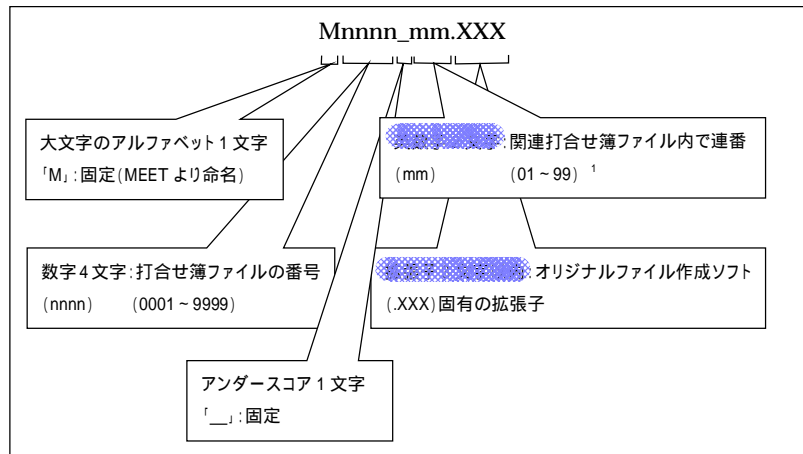 Mnnnn_mm.XXX
大文字のアルファベット1文字
「M」:固定(MEETより命名)
:関連打合せ簿ファイル内で連番
(mm) (01~99) 1
数字4文字:打合せ簿ファイルの番号
(nnnn) (0001~9999)
:オリジナルファイル作成ソフト
(.XXX)固有の拡張子
アンダースコア1文字
「__」:固定